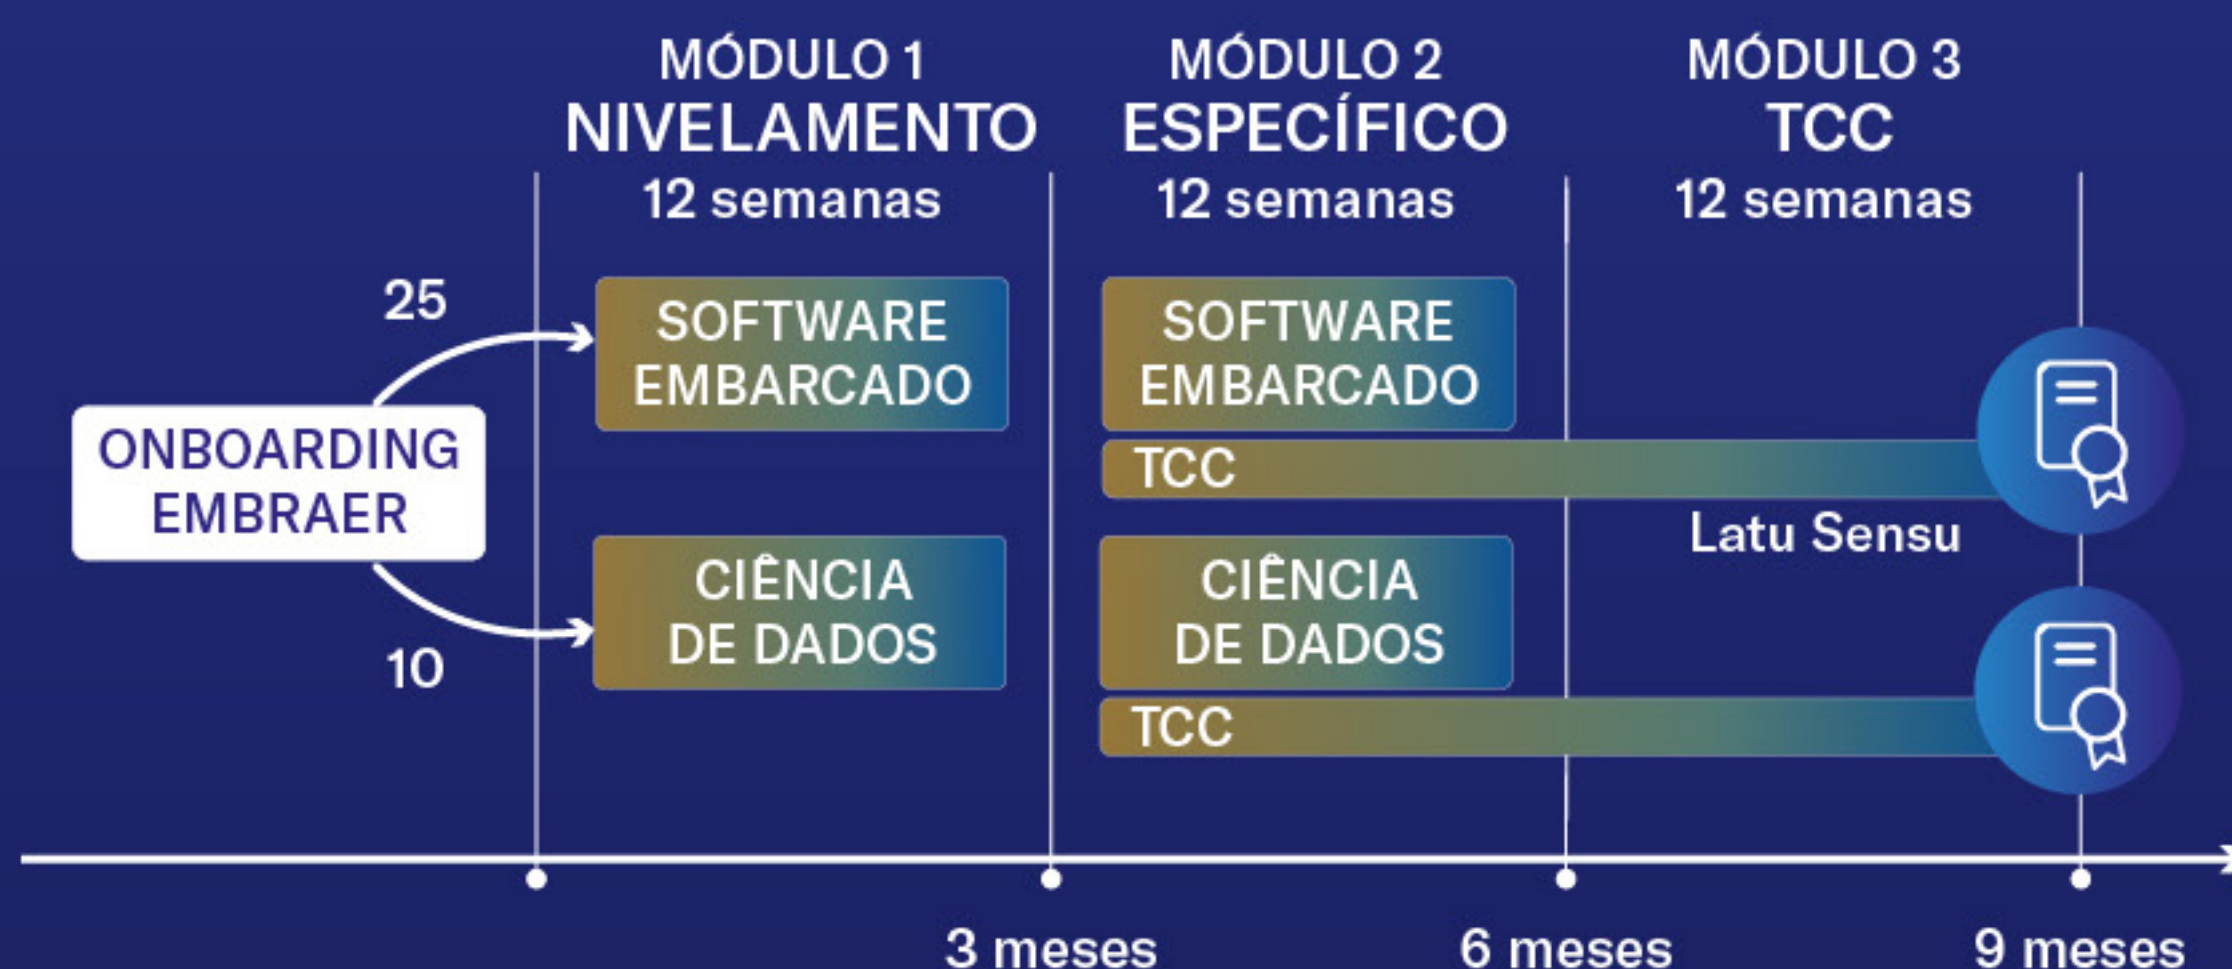 MÓDULO 1
NIVELAMENTO
12 semanas
MÓDULO 2
ESPECÍFICO
12 semanas
MÓDULO 3
TCC
12 semanas
25
ONBOARDING
EMBRAER
10
SOFTWARE
EMBARCADO
SOFTWARE
EMBARCADO
TCC
Latu Sensu
CIÊNCIA
DE DADOS
CIÊNCIA
DE DADOS
TCC
3 meses
6 meses
9 meses